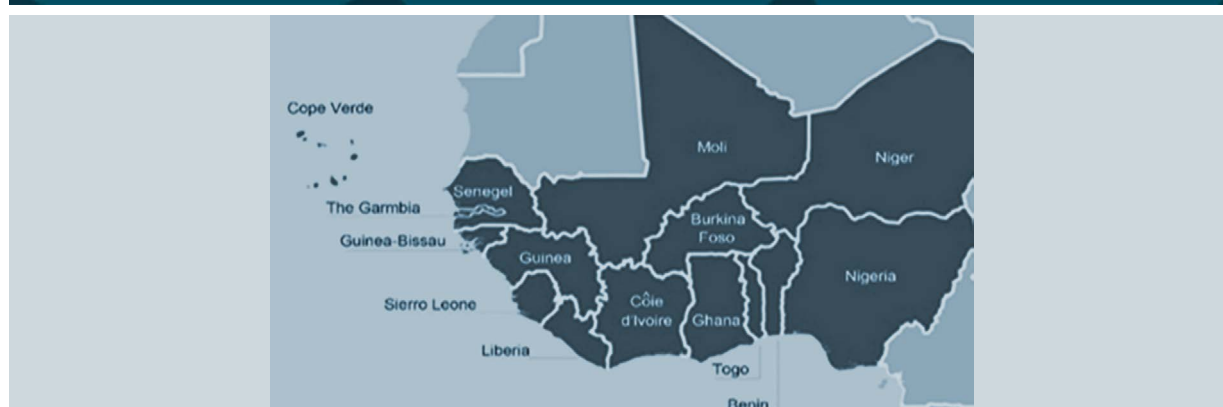 Cope Verde
Moli
Niger
Senegel
The Garmbia
Burkina
Foso
Guinea-Bissau
Guinea
Nigeria
Sierro Leone
Côie
d'Ivoire
Ghana
Liberia
Togo
Benin